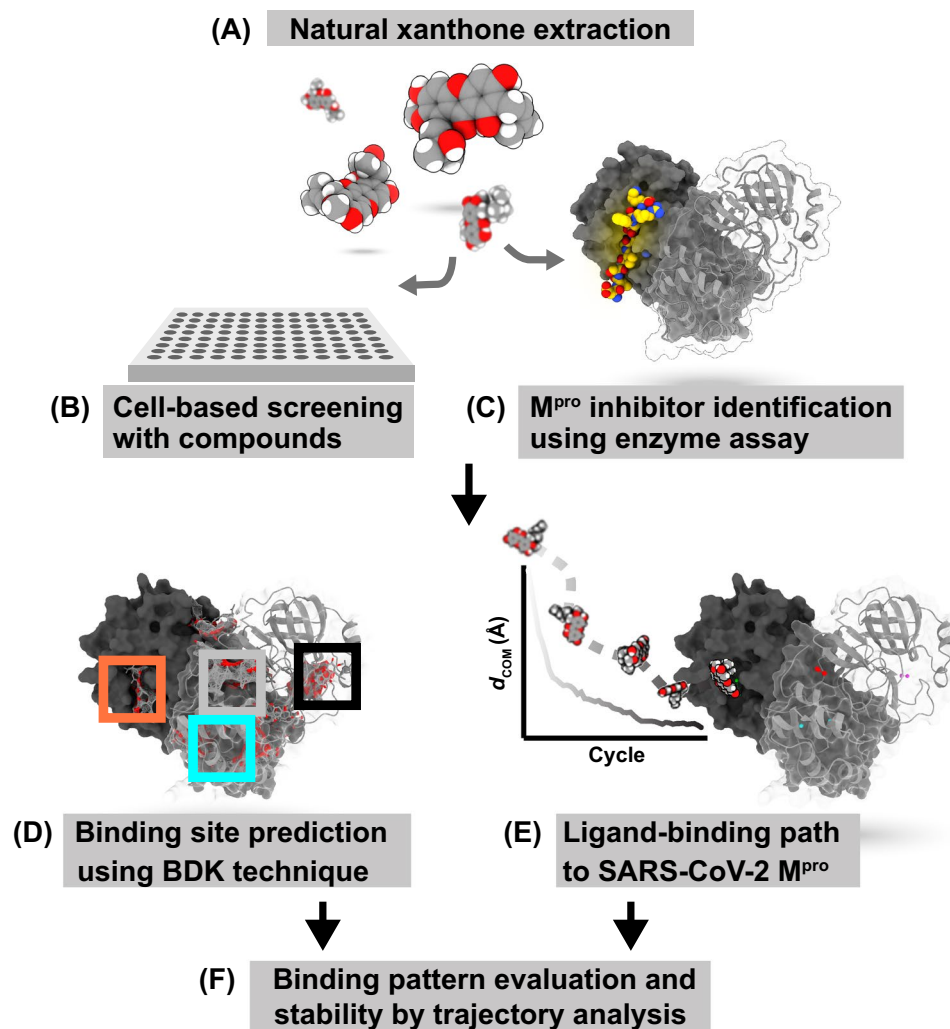 (A) Natural xanthone extraction
(B) Cell-based screening
with compounds
(C) Mᵖʳᵒ inhibitor identification
using enzyme assay
d_COM (Å)
Cycle
(D) Binding site prediction
using BDK technique
(E) Ligand-binding path
to SARS-CoV-2 Mᵖʳᵒ
(F) Binding pattern evaluation and
stability by trajectory analysis